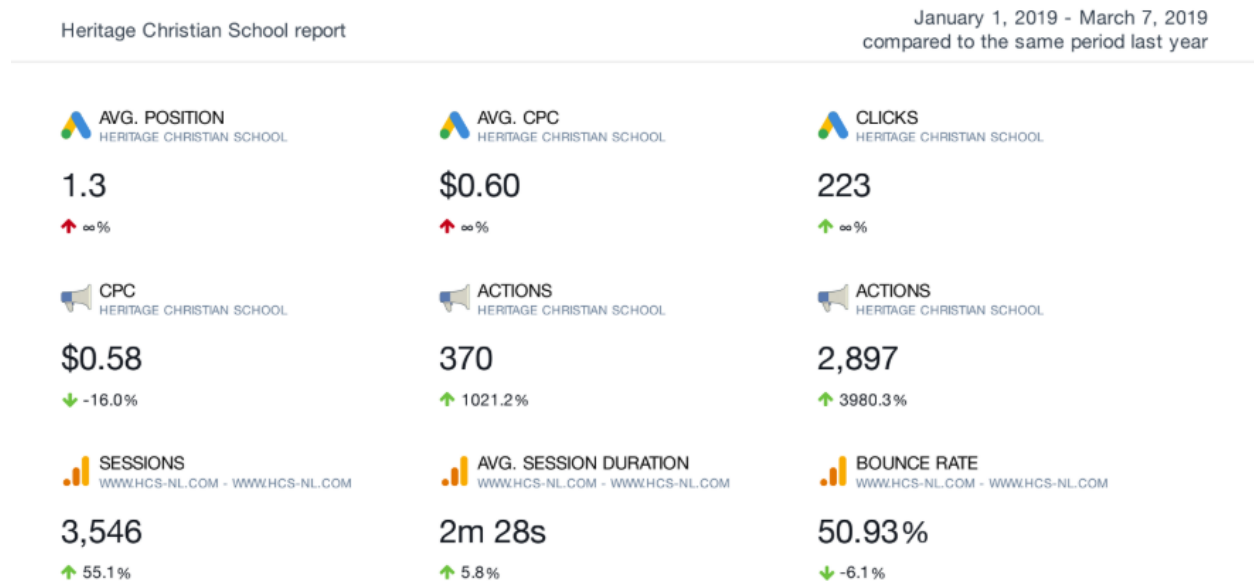 Heritage Christian School report
January 1, 2019 - March 7, 2019
compared to the same period last year
AVG. POSITION
HERITAGE CHRISTIAN SCHOOL
1.3
∞%
AVG. CPC
HERITAGE CHRISTIAN SCHOOL
$0.60
∞%
CLICKS
HERITAGE CHRISTIAN SCHOOL
223
∞%
CPC
HERITAGE CHRISTIAN SCHOOL
$0.58
-16.0%
ACTIONS
HERITAGE CHRISTIAN SCHOOL
370
1021.2%
ACTIONS
HERITAGE CHRISTIAN SCHOOL
2,897
3980.3%
SESSIONS
WWW.HCS-NL.COM - WWW.HCS-NL.COM
3,546
55.1%
AVG. SESSION DURATION
WWW.HCS-NL.COM - WWW.HCS-NL.COM
2m 28s
5.8%
BOUNCE RATE
WWW.HCS-NL.COM - WWW.HCS-NL.COM
50.93%
-6.1%